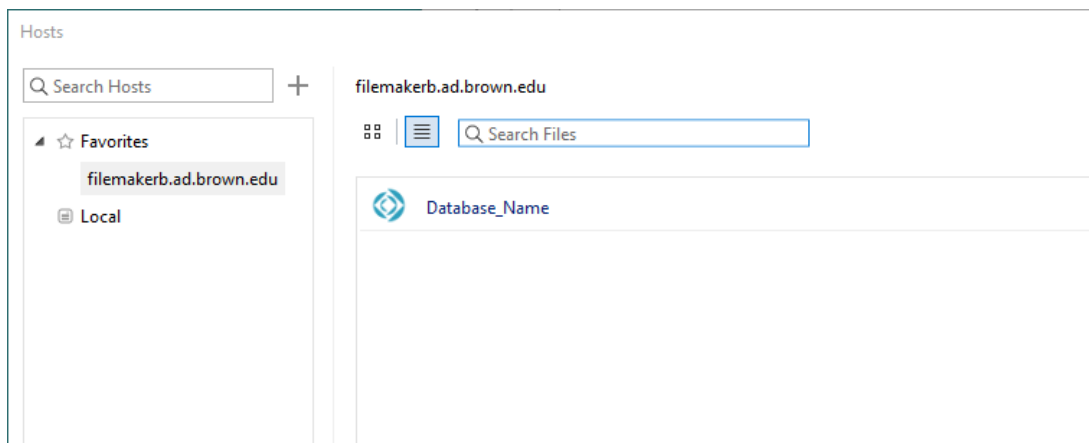 Hosts
Search Hosts
Favorites
filemakerb.ad.brown.edu
Local
filemakerb.ad.brown.edu
Search Files
Database_Name